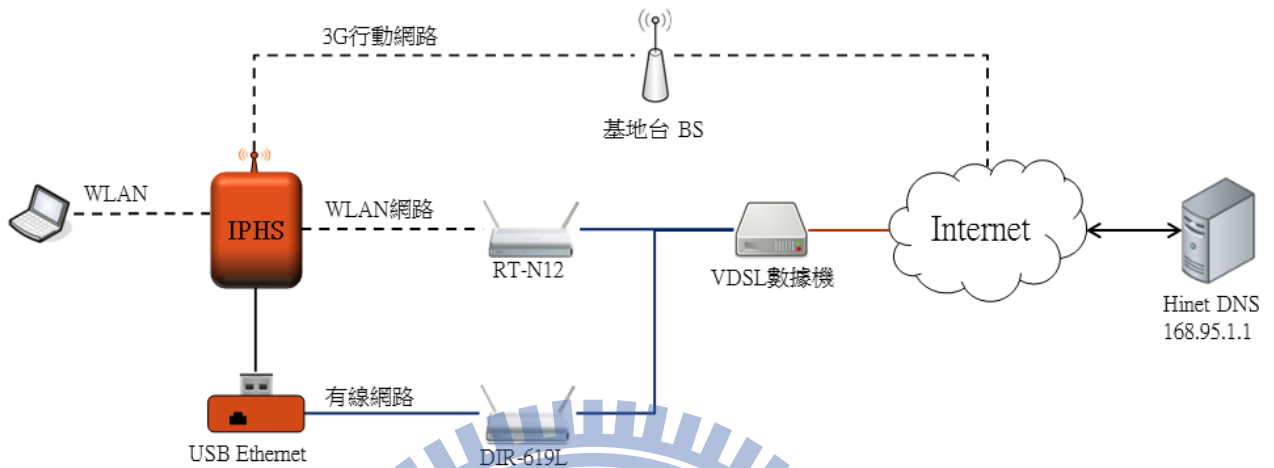 3G行動網路
基地台 BS
WLAN
IPHS
WLAN網路
RT-N12
VDSL數據機
Internet
Hinet DNS
168.95.1.1
有線網路
USB Ethernet
DIR-619L